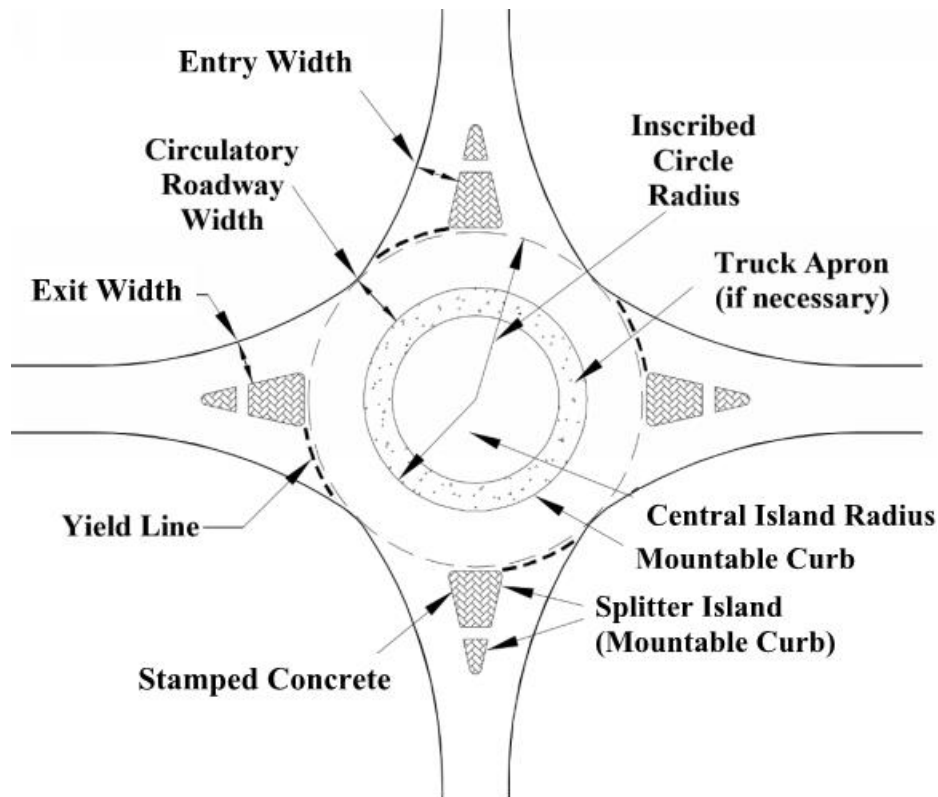 Entry Width
Circulatory
Roadway
Width
Exit Width
Inscribed
Circle
Radius
Truck Apron
(if necessary)
Yield Line
Central Island Radius
Mountable Curb
Splitter Island
(Mountable Curb)
Stamped Concrete